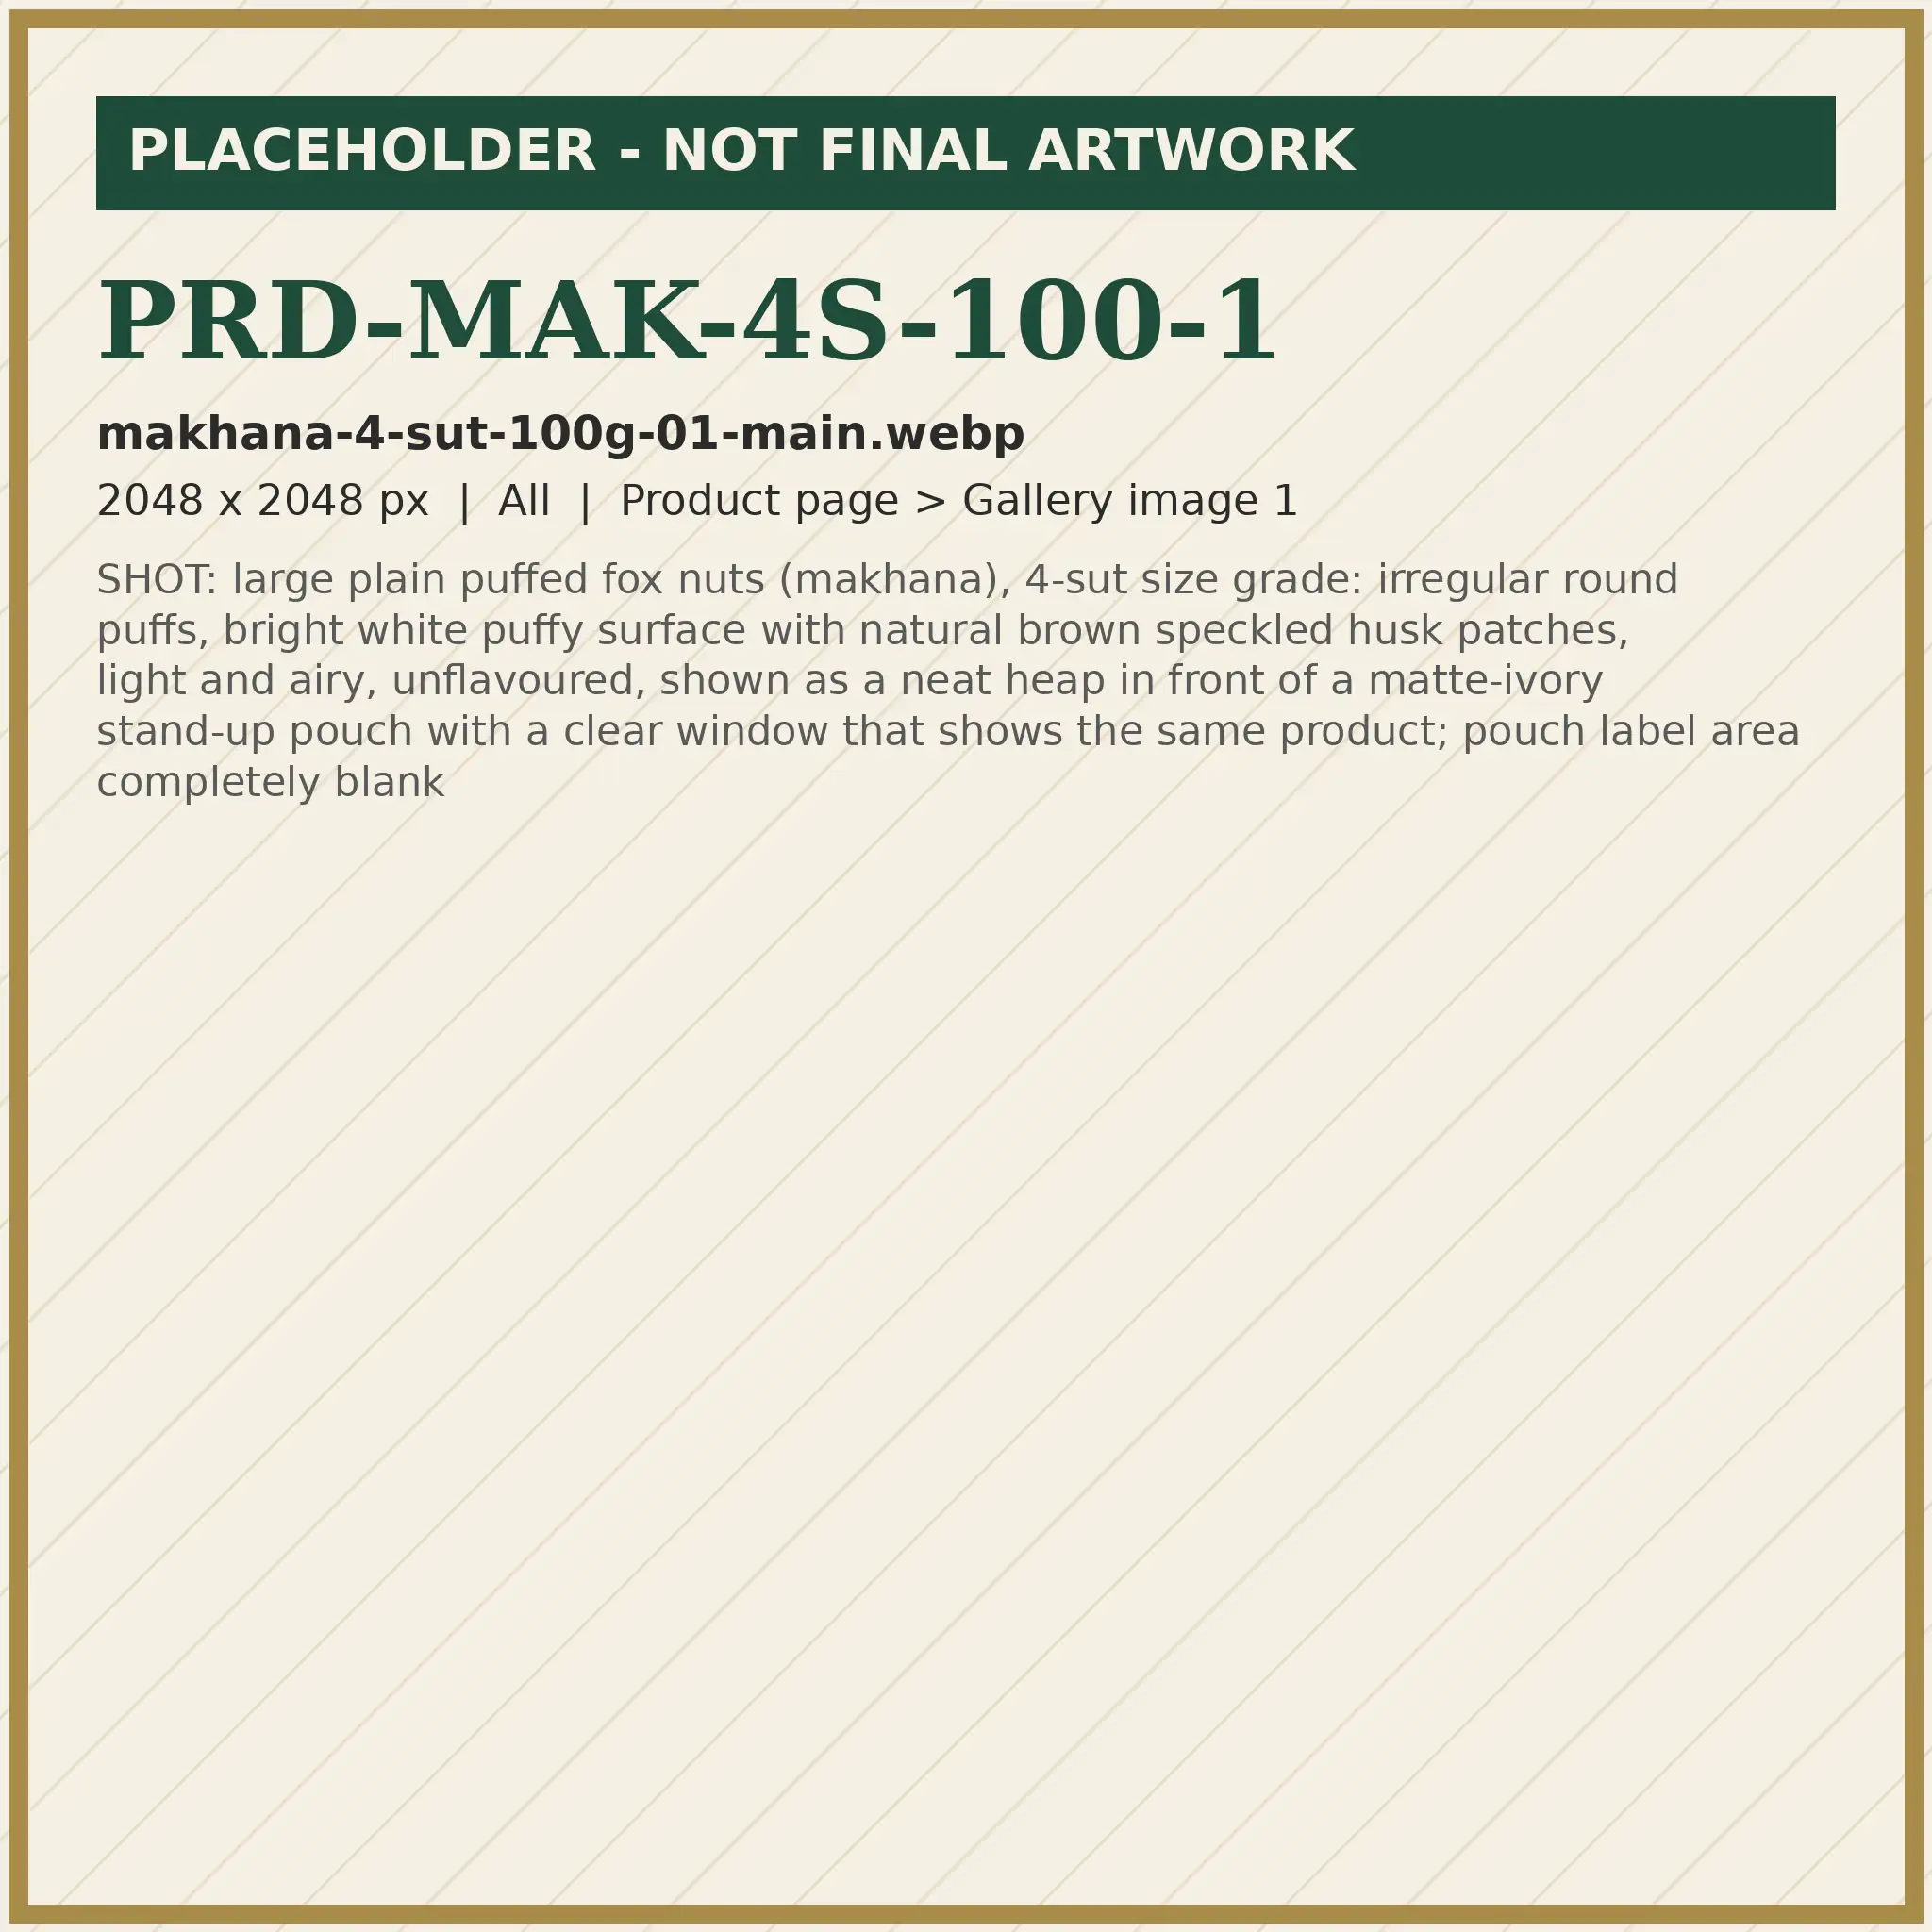 PLACEHOLDER - NOT FINAL ARTWORK
PRD-MAK-4S-100-1
makhana-4-sut-100g-01-main.webp
2048 x 2048 px | All | Product page > Gallery image 1
SHOT: large plain puffed fox nuts (makhana), 4-sut size grade: irregular round
puffs, bright white puffy surface with natural brown speckled husk patches,
light and airy, unflavoured, shown as a neat heap in front of a matte-ivory
stand-up pouch with a clear window that shows the same product; pouch label area
completely blank